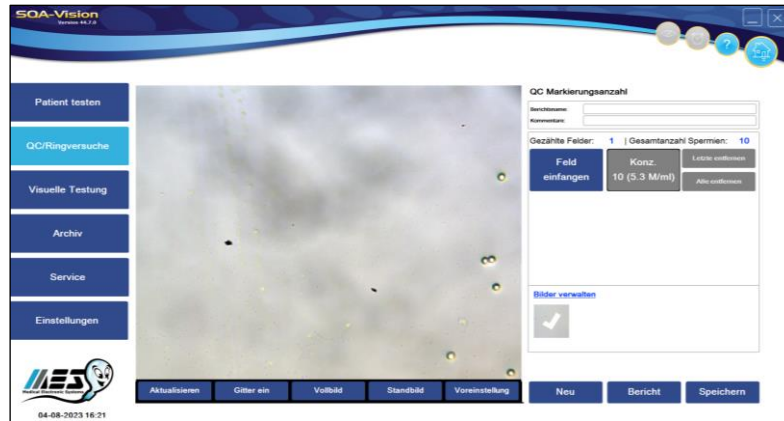 SQA-Vision
Version 44.7.0
Patient testen
QC/Ringversuche
Visuelle Testung
Archiv
Service
Einstellungen
MES
Medical Electronic Systems
04-08-2023 16:21
Aktualisieren
Gitter ein
Vollbild
Standbild
Voreinstellung
QC Markierungsanzahl
Berichtsname:
Kommentare:
Gezählte Felder: 1 | Gesamtanzahl Spermien: 10
Feld einfangen
Konz.
10 (5.3 M/ml)
Letzte entfernen
Alle entfernen
Bilder verwalten
Neu
Bericht
Speichern
?